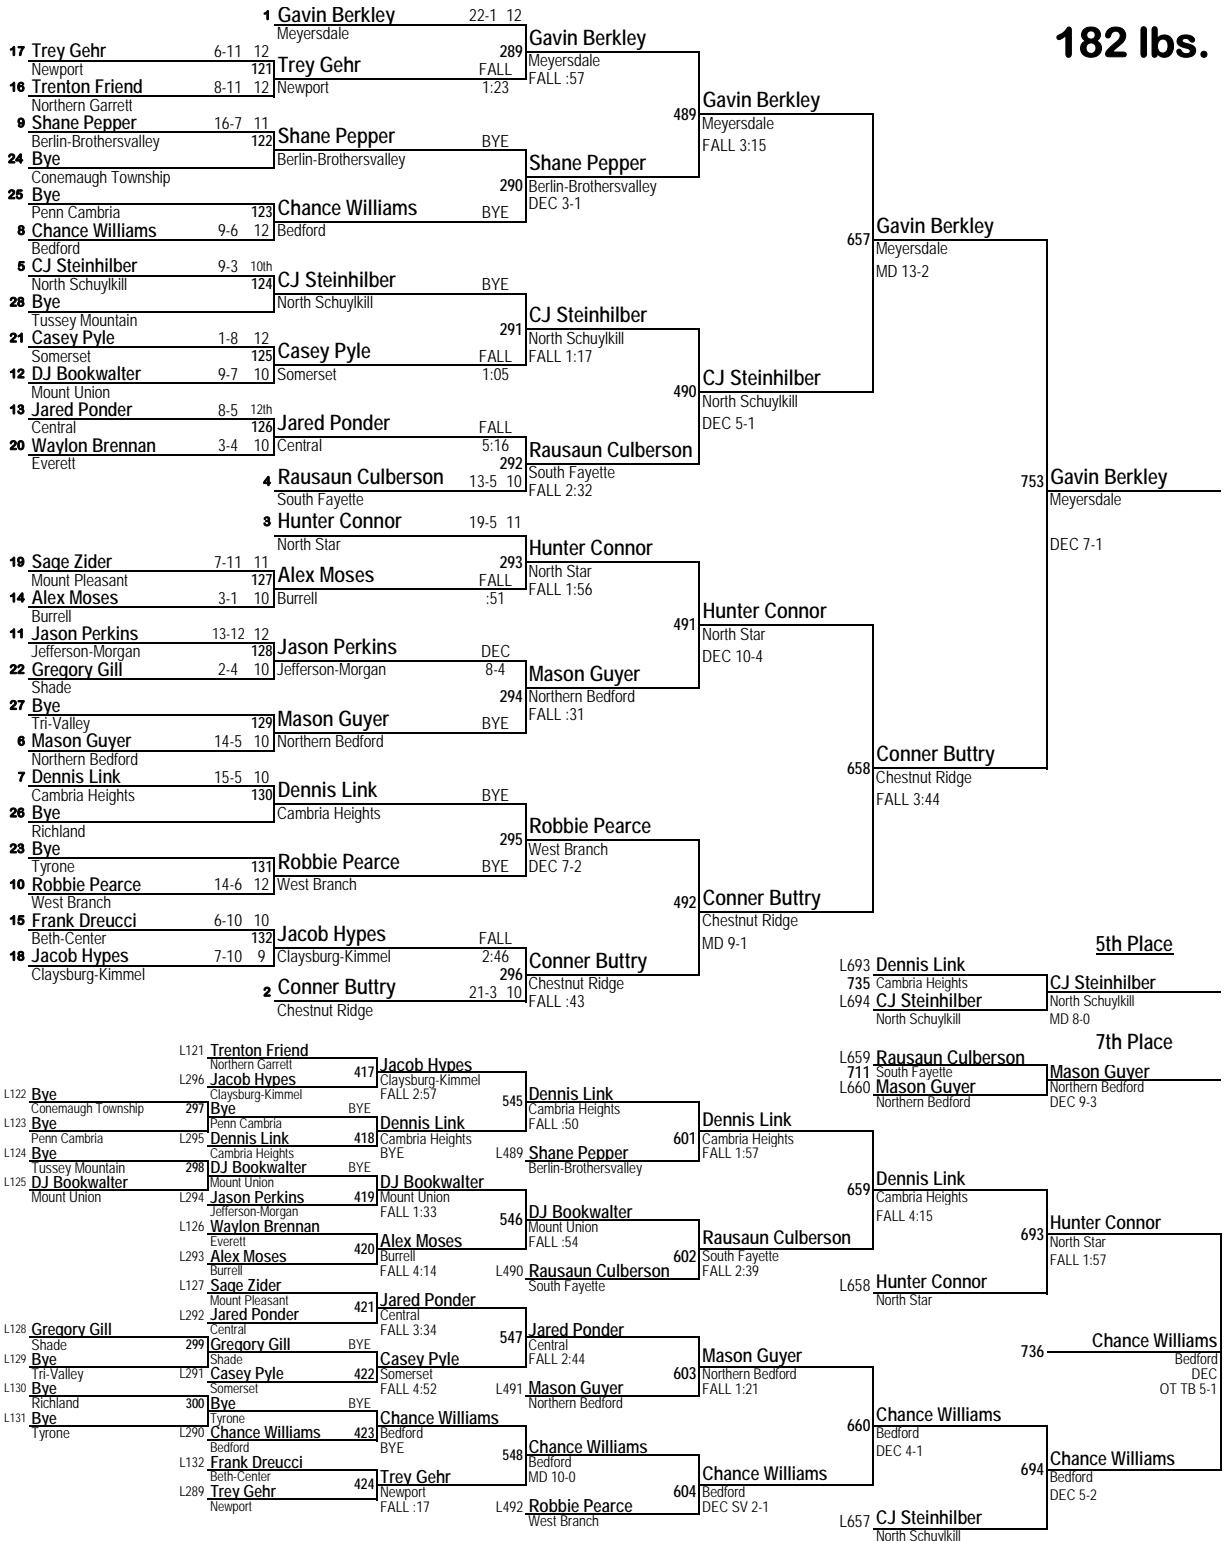 182 lbs.
1 Gavin Berkley 22-1 12
Meyersdale
17 Trey Gehr 6-11 12
Newport
121
16 Trenton Friend 8-11 12
Northern Garrett
Trey Gehr FALL
Newport 1:23
289
Gavin Berkley
Meyersdale
FALL :57
9 Shane Pepper 16-7 11
Berlin-Brothersvalley
122
24 Bye
Conemaugh Township
Shane Pepper BYE
Berlin-Brothersvalley
25 Bye
Penn Cambria
123
8 Chance Williams 9-6 12
Bedford
Chance Williams BYE
Bedford
290
Shane Pepper
Berlin-Brothersvalley
DEC 3-1
489
Gavin Berkley
Meyersdale
FALL 3:15
5 CJ Steinhilber 9-3 10th
North Schuylkill
124
28 Bye
Tussey Mountain
CJ Steinhilber BYE
North Schuylkill
21 Casey Pyle 1-8 12
Somerset
125
12 DJ Bookwalter 9-7 10
Mount Union
Casey Pyle FALL
Somerset 1:05
291
CJ Steinhilber
North Schuylkill
FALL 1:17
13 Jared Ponder 8-5 12th
Central
126
20 Waylon Brennan 3-4 10
Everett
Jared Ponder FALL
Central 5:16
4 Rausaun Culberson 13-5 10
South Fayette
292
Rausaun Culberson
South Fayette
FALL 2:32
490
CJ Steinhilber
North Schuylkill
DEC 5-1
657
Gavin Berkley
Meyersdale
MD 13-2
3 Hunter Connor 19-5 11
North Star
19 Sage Zider 7-11 11
Mount Pleasant
127
14 Alex Moses 3-1 10
Burrell
Alex Moses FALL
Burrell :51
293
Hunter Connor
North Star
FALL 1:56
11 Jason Perkins 13-12 12
Jefferson-Morgan
128
22 Gregory Gill 2-4 10
Shade
Jason Perkins DEC
Jefferson-Morgan 8-4
27 Bye
Tri-Valley
129
6 Mason Guyer 14-5 10
Northern Bedford
Mason Guyer BYE
Northern Bedford
294
Mason Guyer
Northern Bedford
FALL :31
491
Hunter Connor
North Star
DEC 10-4
7 Dennis Link 15-5 10
Cambria Heights
130
26 Bye
Richland
Dennis Link BYE
Cambria Heights
23 Bye
Tyrone
131
10 Robbie Pearce 14-6 12
West Branch
Robbie Pearce BYE
West Branch
295
Robbie Pearce
West Branch
DEC 7-2
15 Frank Dreucci 6-10 10
Beth-Center
132
18 Jacob Hypes 7-10 9
Claysburg-Kimmel
Jacob Hypes FALL
Claysburg-Kimmel 2:46
2 Conner Buttry 21-3 10
Chestnut Ridge
296
Conner Buttry
Chestnut Ridge
FALL :43
492
Conner Buttry
Chestnut Ridge
MD 9-1
658
Conner Buttry
Chestnut Ridge
FALL 3:44
753
Gavin Berkley
Meyersdale
DEC 7-1
5th Place
L693 Dennis Link
735 Cambria Heights
L694 CJ Steinhilber
North Schuylkill
CJ Steinhilber
North Schuylkill
MD 8-0
7th Place
L659 Rausaun Culberson
711 South Fayette
L660 Mason Guyer
Northern Bedford
Mason Guyer
Northern Bedford
DEC 9-3
L121 Trenton Friend
Northern Garrett
417
L296 Jacob Hypes
Claysburg-Kimmel
Jacob Hypes
Claysburg-Kimmel
FALL 2:57
L122 Bye
Conemaugh Township
297
L123 Bye
Penn Cambria
Bye BYE
Penn Cambria
L295 Dennis Link
Cambria Heights
418
Dennis Link
Cambria Heights
BYE
545
Dennis Link
Cambria Heights
FALL :50
L489 Shane Pepper
Berlin-Brothersvalley
601
Dennis Link
Cambria Heights
FALL 1:57
L124 Bye
Tussey Mountain
298
L125 DJ Bookwalter
Mount Union
DJ Bookwalter BYE
Mount Union
L294 Jason Perkins
Jefferson-Morgan
419
DJ Bookwalter
Mount Union
FALL 1:33
L126 Waylon Brennan
Everett
420
L293 Alex Moses
Burrell
Alex Moses
Burrell
FALL 4:14
546
DJ Bookwalter
Mount Union
FALL :54
L490 Rausaun Culberson
South Fayette
602
Rausaun Culberson
South Fayette
FALL 2:39
659
Dennis Link
Cambria Heights
FALL 4:15
L658 Hunter Connor
North Star
693
Hunter Connor
North Star
FALL 1:57
L127 Sage Zider
Mount Pleasant
421
L292 Jared Ponder
Central
Jared Ponder
Central
FALL 3:34
L128 Gregory Gill
Shade
299
L129 Bye
Tri-Valley
Gregory Gill BYE
Shade
L291 Casey Pyle
Somerset
422
Casey Pyle
Somerset
FALL 4:52
547
Jared Ponder
Central
FALL 2:44
L491 Mason Guyer
Northern Bedford
603
Mason Guyer
Northern Bedford
FALL 1:21
L130 Bye
Richland
300
L131 Bye
Tyrone
Bye BYE
Tyrone
L290 Chance Williams
Bedford
423
Chance Williams
Bedford
BYE
L132 Frank Dreucci
Beth-Center
424
L289 Trey Gehr
Newport
Trey Gehr
Newport
FALL :17
548
Chance Williams
Bedford
MD 10-0
L492 Robbie Pearce
West Branch
604
Chance Williams
Bedford
DEC SV 2-1
660
Chance Williams
Bedford
DEC 4-1
L657 CJ Steinhilber
North Schuylkill
694
Chance Williams
Bedford
DEC 5-2
736
Chance Williams
Bedford
DEC
OT TB 5-1